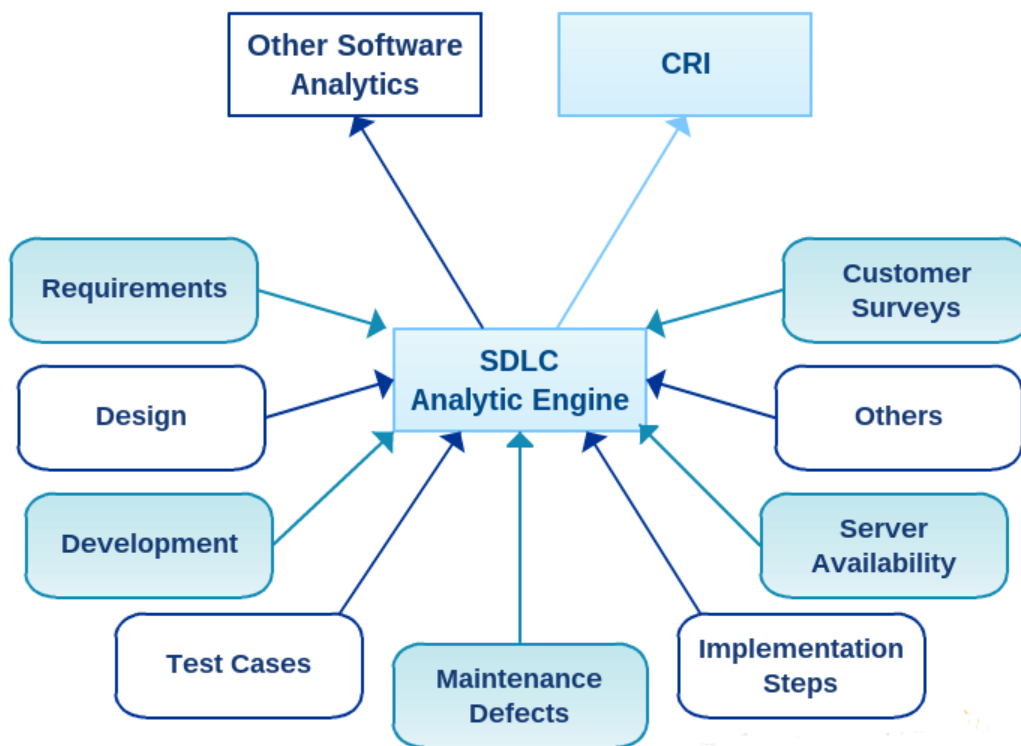 Other Software
Analytics
CRI
Requirements
Customer
Surveys
SDLC
Analytic Engine
Design
Others
Development
Server
Availability
Test Cases
Maintenance
Defects
Implementation
Steps